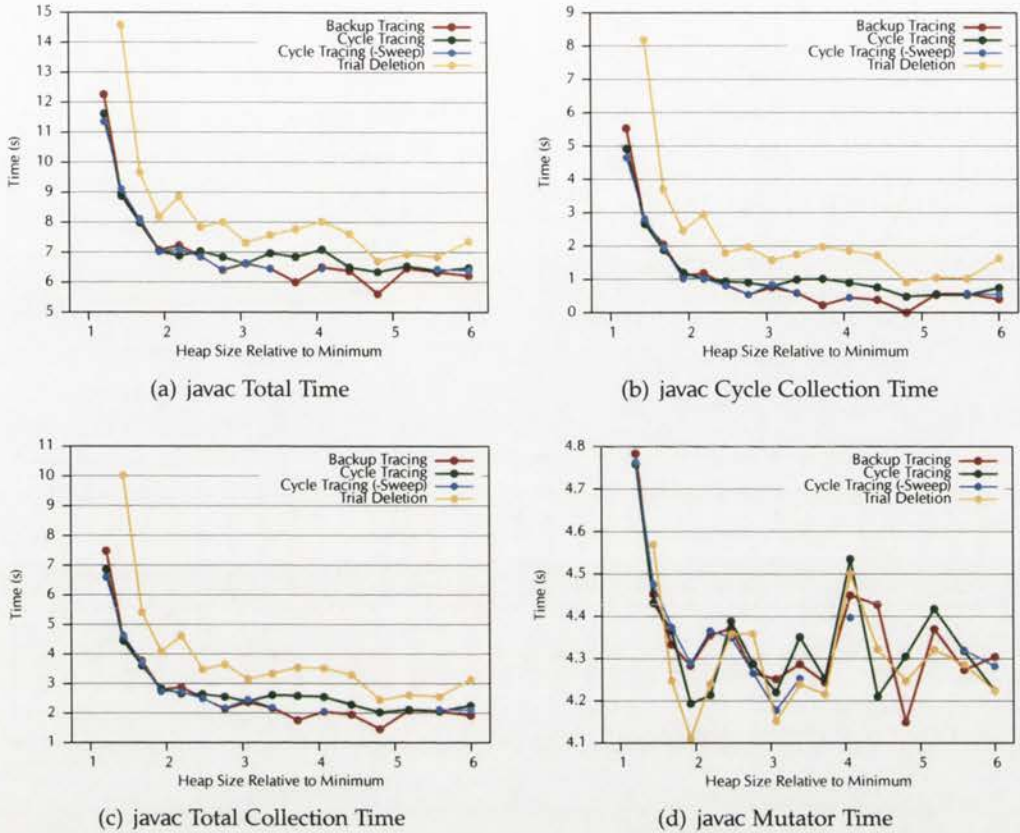 15
14
13
12
11
10
9
8
7
6
5
Time (s)
Backup Tracing
Cycle Tracing
Cycle Tracing (-Sweep)
Trial Deletion
1 2 3 4 5 6
Heap Size Relative to Minimum
(a) javac Total Time
9
8
7
6
5
4
3
2
1
0
Time (s)
Backup Tracing
Cycle Tracing
Cycle Tracing (-Sweep)
Trial Deletion
1 2 3 4 5 6
Heap Size Relative to Minimum
(b) javac Cycle Collection Time
11
10
9
8
7
6
5
4
3
2
1
Time (s)
Backup Tracing
Cycle Tracing
Cycle Tracing (-Sweep)
Trial Deletion
1 2 3 4 5 6
Heap Size Relative to Minimum
(c) javac Total Collection Time
4.8
4.7
4.6
4.5
4.4
4.3
4.2
4.1
Time (s)
Backup Tracing
Cycle Tracing
Cycle Tracing (-Sweep)
Trial Deletion
1 2 3 4 5 6
Heap Size Relative to Minimum
(d) javac Mutator Time